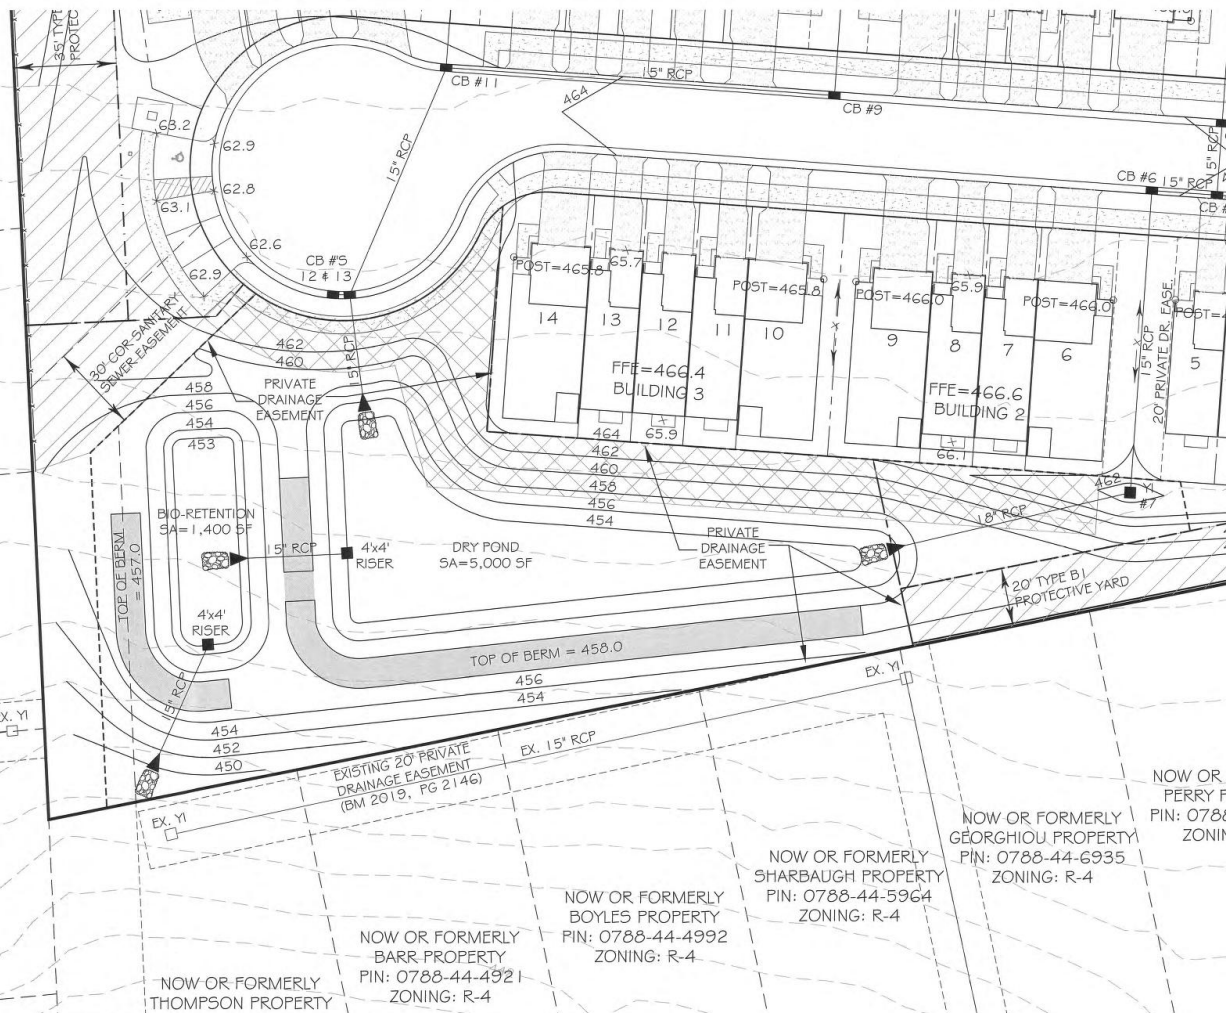 35' TYPE
PROTEC
CB #11
15" RCP
464
CB #9
15" RCP
63.2
62.9
62.8
63.1
62.6
62.9
15" RCP
CB #'S
12 & 13
CB #6
15" RCP
CB #
30' COR SANITARY
SEWER EASEMENT
POST=465.8
65.7
POST=465.8
POST=466.0
65.9
POST=466.0
POST=4
14
13
12
11
10
9
8
7
6
5
FFE=466.4
BUILDING 3
FFE=466.6
BUILDING 2
15" RCP
20' PRIVATE DR. EASE.
462
460
458
456
454
453
PRIVATE
DRAINAGE
EASEMENT
15" RCP
464
65.9
462
460
458
456
454
66.1
462
YI
#7
18" RCP
BIO-RETENTION
SA=1,400 SF
15" RCP
4'x4'
RISER
DRY POND
SA=5,000 SF
PRIVATE
DRAINAGE
EASEMENT
20' TYPE B1
PROTECTIVE YARD
TOP OF BERM
= 457.0
4'x4'
RISER
TOP OF BERM = 458.0
456
454
15" RCP
454
452
450
X. YI
EX. YI
EX. 15" RCP
EXISTING 20' PRIVATE
DRAINAGE EASEMENT
(BM 2019, PG 2146)
EX. YI
NOW OR
PERRY F
PIN: 0788
ZONIN
NOW OR FORMERLY
GEORGHIOU PROPERTY
PIN: 0788-44-6935
ZONING: R-4
NOW OR FORMERLY
SHARBAUGH PROPERTY
PIN: 0788-44-5964
ZONING: R-4
NOW OR FORMERLY
BOYLES PROPERTY
PIN: 0788-44-4992
ZONING: R-4
NOW OR FORMERLY
BARR PROPERTY
PIN: 0788-44-4921
ZONING: R-4
NOW OR FORMERLY
THOMPSON PROPERTY